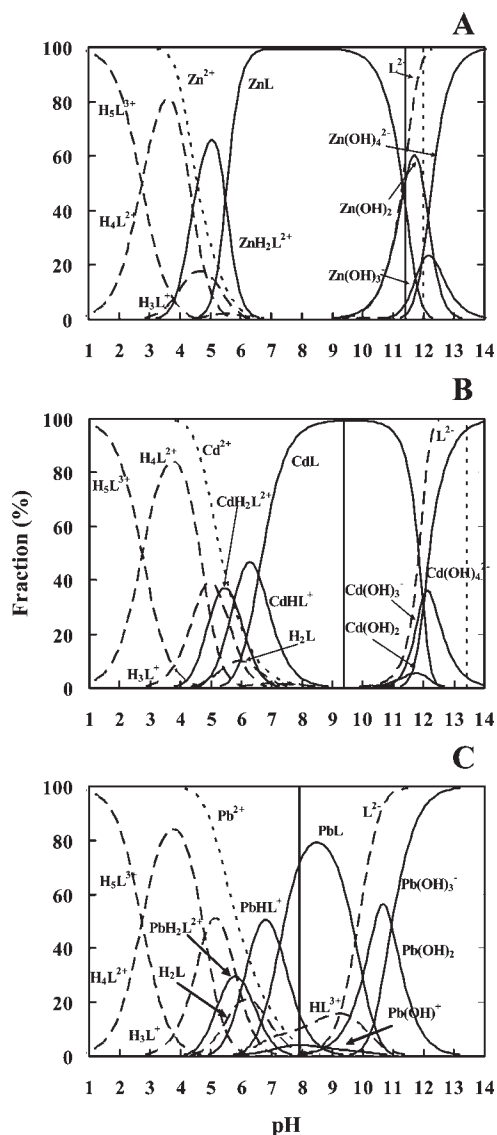 A
100
80
60
40
20
0
H₅L³⁺
H₄L²⁺
H₃L⁺
Zn²⁺
ZnL
ZnH₂L²⁺
L²⁻
Zn(OH)₄²⁻
Zn(OH)₂
Zn(OH)₃⁻
1 2 3 4 5 6 7 8 9 10 11 12 13 14
B
Fraction (%)
100
80
60
40
20
0
H₅L³⁺
H₄L²⁺
Cd²⁺
CdH₂L²⁺
CdL
L²⁻
CdHL⁺
H₂L
H₃L⁺
Cd(OH)₃⁻
Cd(OH)₄²⁻
Cd(OH)₂
1 2 3 4 5 6 7 8 9 10 11 12 13 14
C
100
80
60
40
20
0
Pb²⁺
L²⁻
PbL
H₅L³⁺
PbHL⁺
Pb(OH)₃⁻
PbH₂L²⁺
Pb(OH)₂
H₂L
H₄L²⁺
HL³⁺
Pb(OH)⁺
H₃L⁺
1 2 3 4 5 6 7 8 9 10 11 12 13 14
pH